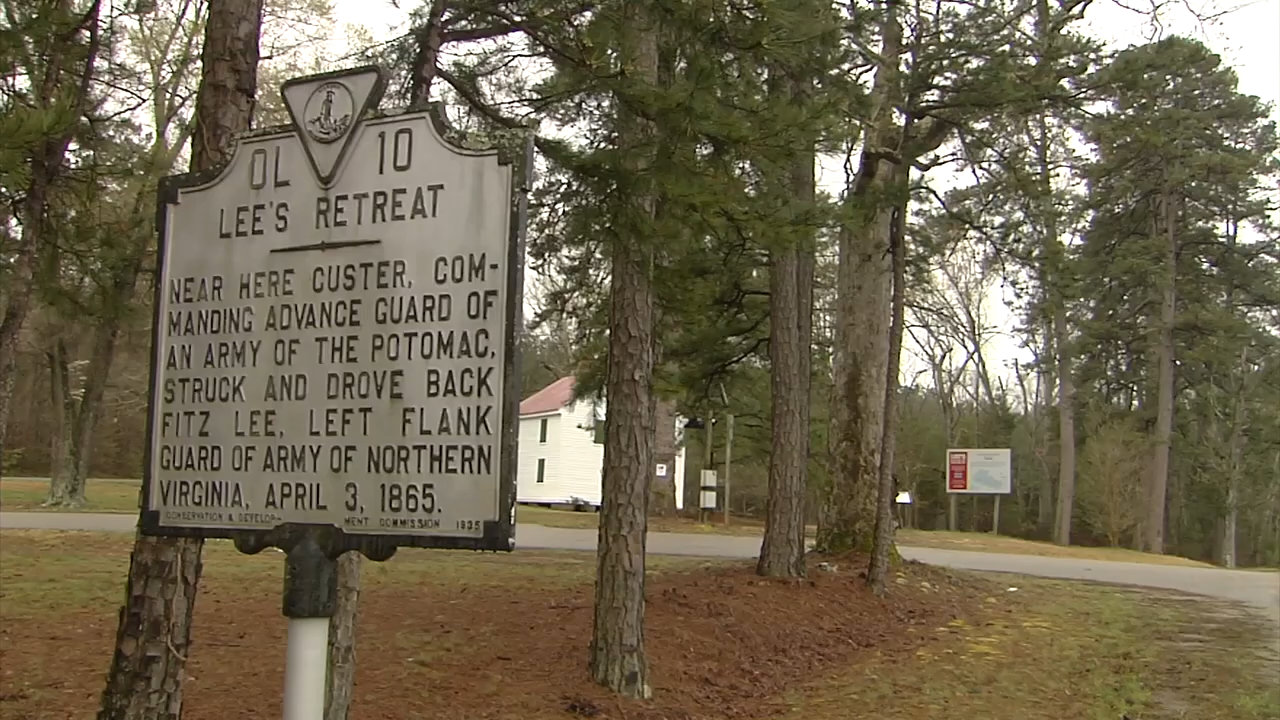 OL 10
LEE'S RETREAT
NEAR HERE CUSTER, COM-
MANDING ADVANCE GUARD OF
AN ARMY OF THE POTOMAC,
STRUCK AND DROVE BACK
FITZ LEE, LEFT FLANK
GUARD OF ARMY OF NORTHERN
VIRGINIA, APRIL 3, 1865.
CONSERVATION & DEVELOPMENT COMMISSION 1935